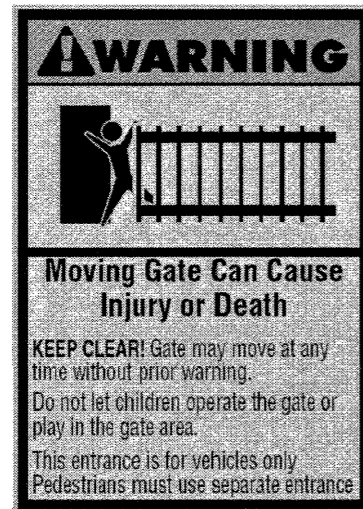 WARNING
Moving Gate Can Cause
Injury or Death
KEEP CLEAR! Gate may move at any
time without prior warning.
Do not let children operate the gate or
play in the gate area.
This entrance is for vehicles only
Pedestrians must use separate entrance